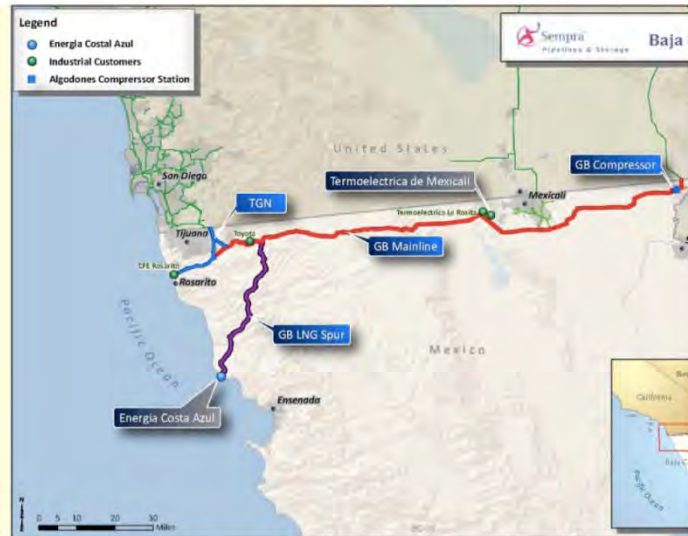 Legend
Energia Costal Azul
Industrial Customers
Algodones Comprerssor Station
Sempra
Pipelines & Storage
Baja
United States
GB Compressor
Termoelectrica de Mexicali
San Diego
Mexicali
TGN
Termoelectrica La Rosita
Toyota
Tijuana
GB Mainline
CFE Rosarito
Rosarito
Pacific Ocean
GB LNG Spur
Mexico
Ensenada
Energia Costa Azul
California
Pacific
Ocean
0 5 10 20 30
Miles